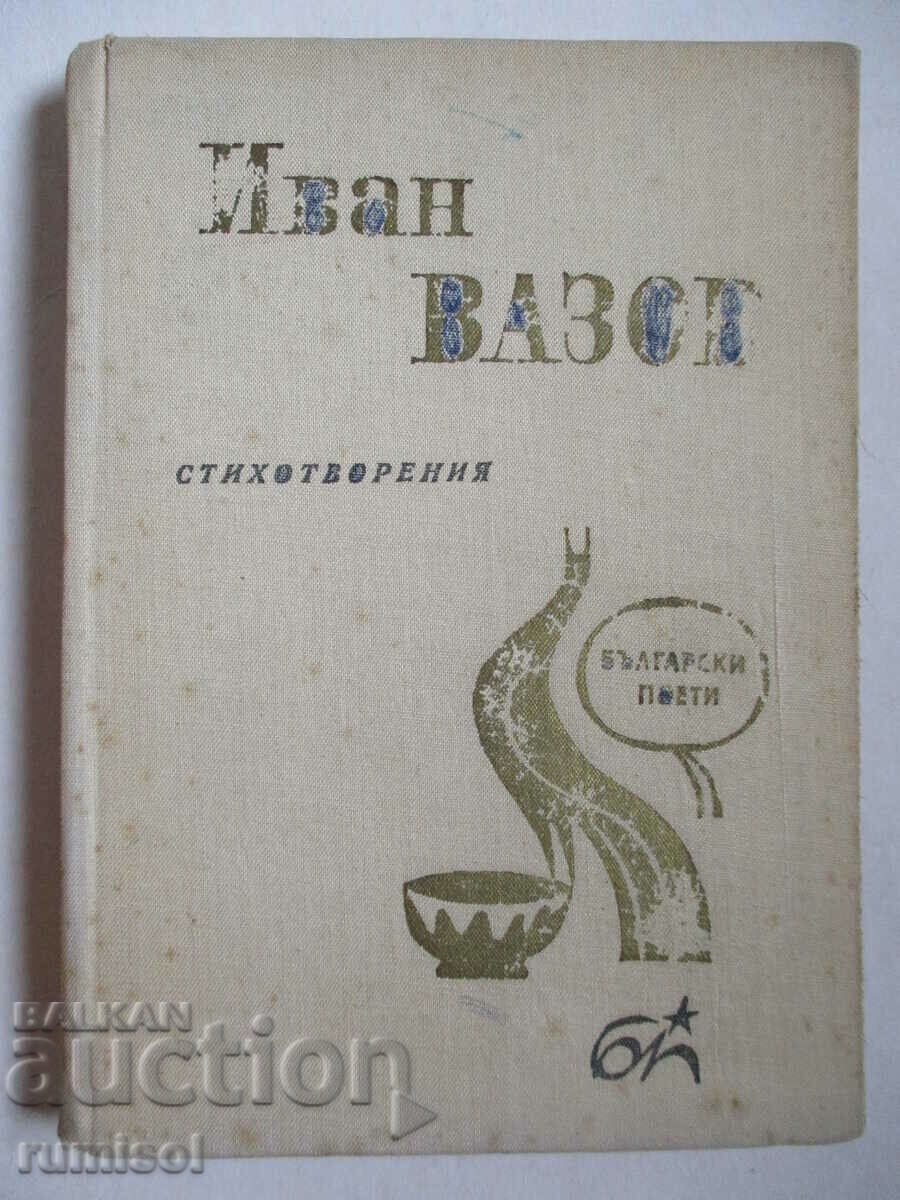 Иван
ВАЗОВ
СТИХОТВОРЕНИЯ
БЪЛГАРСКИ
ПОЕТИ
бп
BALKAN
auction
rumisol